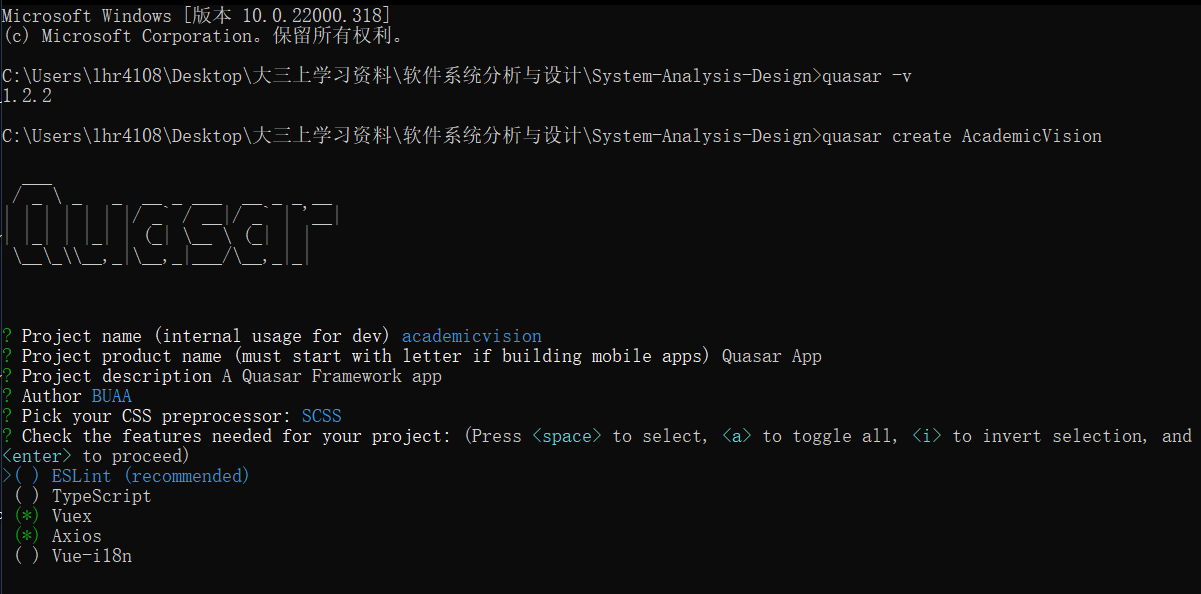 Microsoft Windows [版本 10.0.22000.318]
(c) Microsoft Corporation。保留所有权利。
C:\Users\lhr4108\Desktop\大三上学习资料\软件系统分析与设计\System-Analysis-Design>quasar -v
1.2.2
C:\Users\lhr4108\Desktop\大三上学习资料\软件系统分析与设计\System-Analysis-Design>quasar create AcademicVision
Quasar
? Project name (internal usage for dev) academicvision
? Project product name (must start with letter if building mobile apps) Quasar App
? Project description A Quasar Framework app
? Author BUAA
? Pick your CSS preprocessor: SCSS
? Check the features needed for your project: (Press <space> to select, <a> to toggle all, <i> to invert selection, and
<enter> to proceed)
>( ) ESLint (recommended)
( ) TypeScript
(*) Vuex
(*) Axios
( ) Vue-i18n